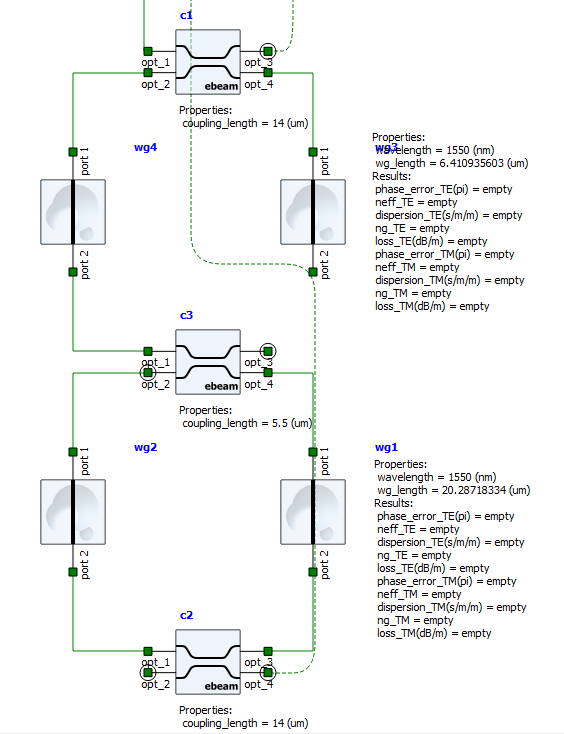 c1
opt_1
opt_3
opt_2
opt_4
ebeam
Properties:
coupling_length = 14 (um)
wg4
port 1
port 2
port 1
port 2
wg3
Properties:
wavelength = 1550 (nm)
wg_length = 6.410935603 (um)
Results:
phase_error_TE(pi) = empty
neff_TE = empty
dispersion_TE(s/m/m) = empty
ng_TE = empty
loss_TE(dB/m) = empty
phase_error_TM(pi) = empty
neff_TM = empty
dispersion_TM(s/m/m) = empty
ng_TM = empty
loss_TM(dB/m) = empty
c3
opt_1
opt_3
opt_2
opt_4
ebeam
Properties:
coupling_length = 5.5 (um)
wg2
port 1
port 2
port 1
port 2
wg1
Properties:
wavelength = 1550 (nm)
wg_length = 20.28718334 (um)
Results:
phase_error_TE(pi) = empty
neff_TE = empty
dispersion_TE(s/m/m) = empty
ng_TE = empty
loss_TE(dB/m) = empty
phase_error_TM(pi) = empty
neff_TM = empty
dispersion_TM(s/m/m) = empty
ng_TM = empty
loss_TM(dB/m) = empty
c2
opt_1
opt_3
opt_2
opt_4
ebeam
Properties:
coupling_length = 14 (um)